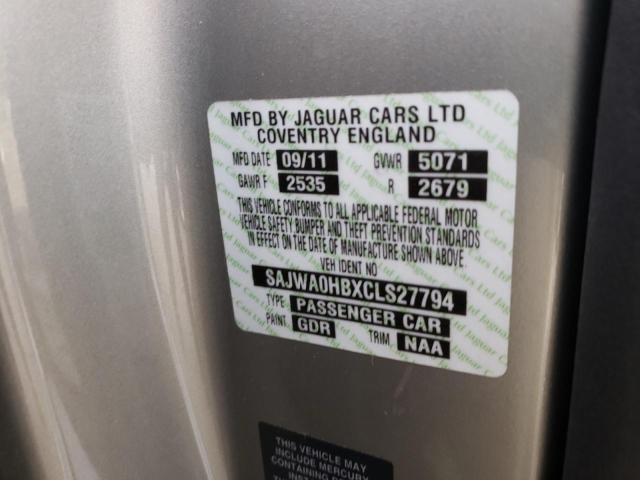 MFD BY JAGUAR CARS LTD
COVENTRY ENGLAND
MFD DATE 09/11 GVWR 5071
GAWR F 2535 R 2679
THIS VEHICLE CONFORMS TO ALL APPLICABLE FEDERAL MOTOR
VEHICLE SAFETY BUMPER AND THEFT PREVENTION STANDARDS
IN EFFECT ON THE DATE OF MANUFACTURE SHOWN ABOVE.
VEH IDENT NO
SAJWA0HBXCLS27794
TYPE PASSENGER CAR
PAINT GDR TRIM NAA
THIS VEHICLE MAY
INCLUDE MERCURY
CONTAINING